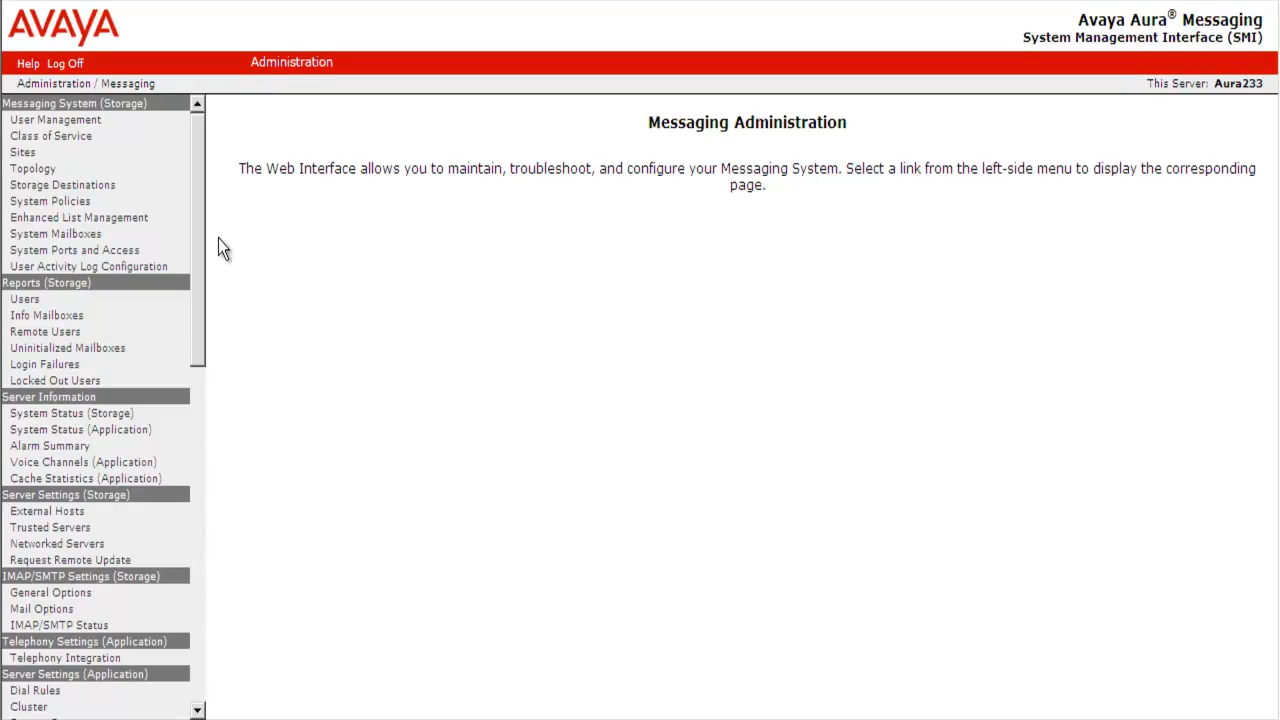 AVAYA
Avaya Aura® Messaging
System Management Interface (SMI)
Help Log Off
Administration
Administration / Messaging
This Server: Aura233
Messaging System (Storage)
User Management
Class of Service
Sites
Topology
Storage Destinations
System Policies
Enhanced List Management
System Mailboxes
System Ports and Access
User Activity Log Configuration
Reports (Storage)
Users
Info Mailboxes
Remote Users
Uninitialized Mailboxes
Login Failures
Locked Out Users
Server Information
System Status (Storage)
System Status (Application)
Alarm Summary
Voice Channels (Application)
Cache Statistics (Application)
Server Settings (Storage)
External Hosts
Trusted Servers
Networked Servers
Request Remote Update
IMAP/SMTP Settings (Storage)
General Options
Mail Options
IMAP/SMTP Status
Telephony Settings (Application)
Telephony Integration
Server Settings (Application)
Dial Rules
Cluster
Messaging Administration
The Web Interface allows you to maintain, troubleshoot, and configure your Messaging System. Select a link from the left-side menu to display the corresponding
page.